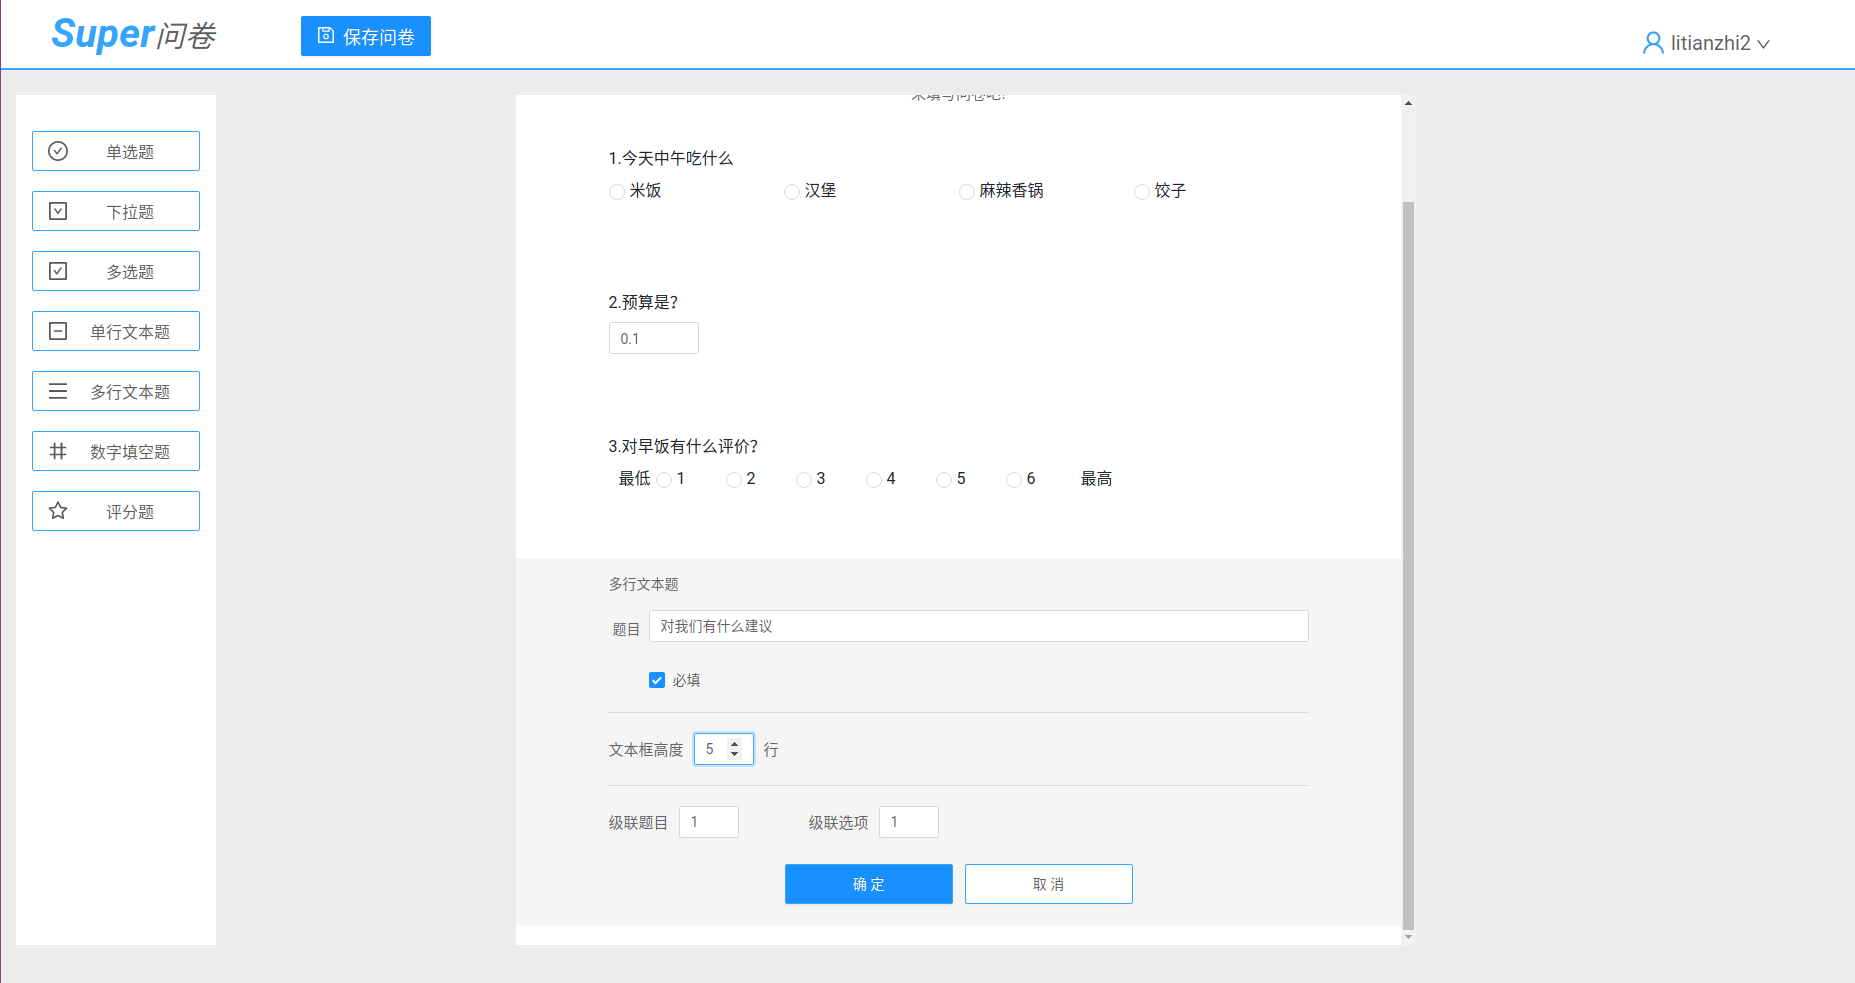 Super问卷
保存问卷
litianzhi2
单选题
下拉题
多选题
单行文本题
多行文本题
数字填空题
评分题
来填写问卷吧!
1.今天中午吃什么
米饭 汉堡 麻辣香锅 饺子
2.预算是?
0.1
3.对早饭有什么评价?
最低 1 2 3 4 5 6 最高
多行文本题
题目 对我们有什么建议
必填
文本框高度 5 行
级联题目 1 级联选项 1
确 定 取 消